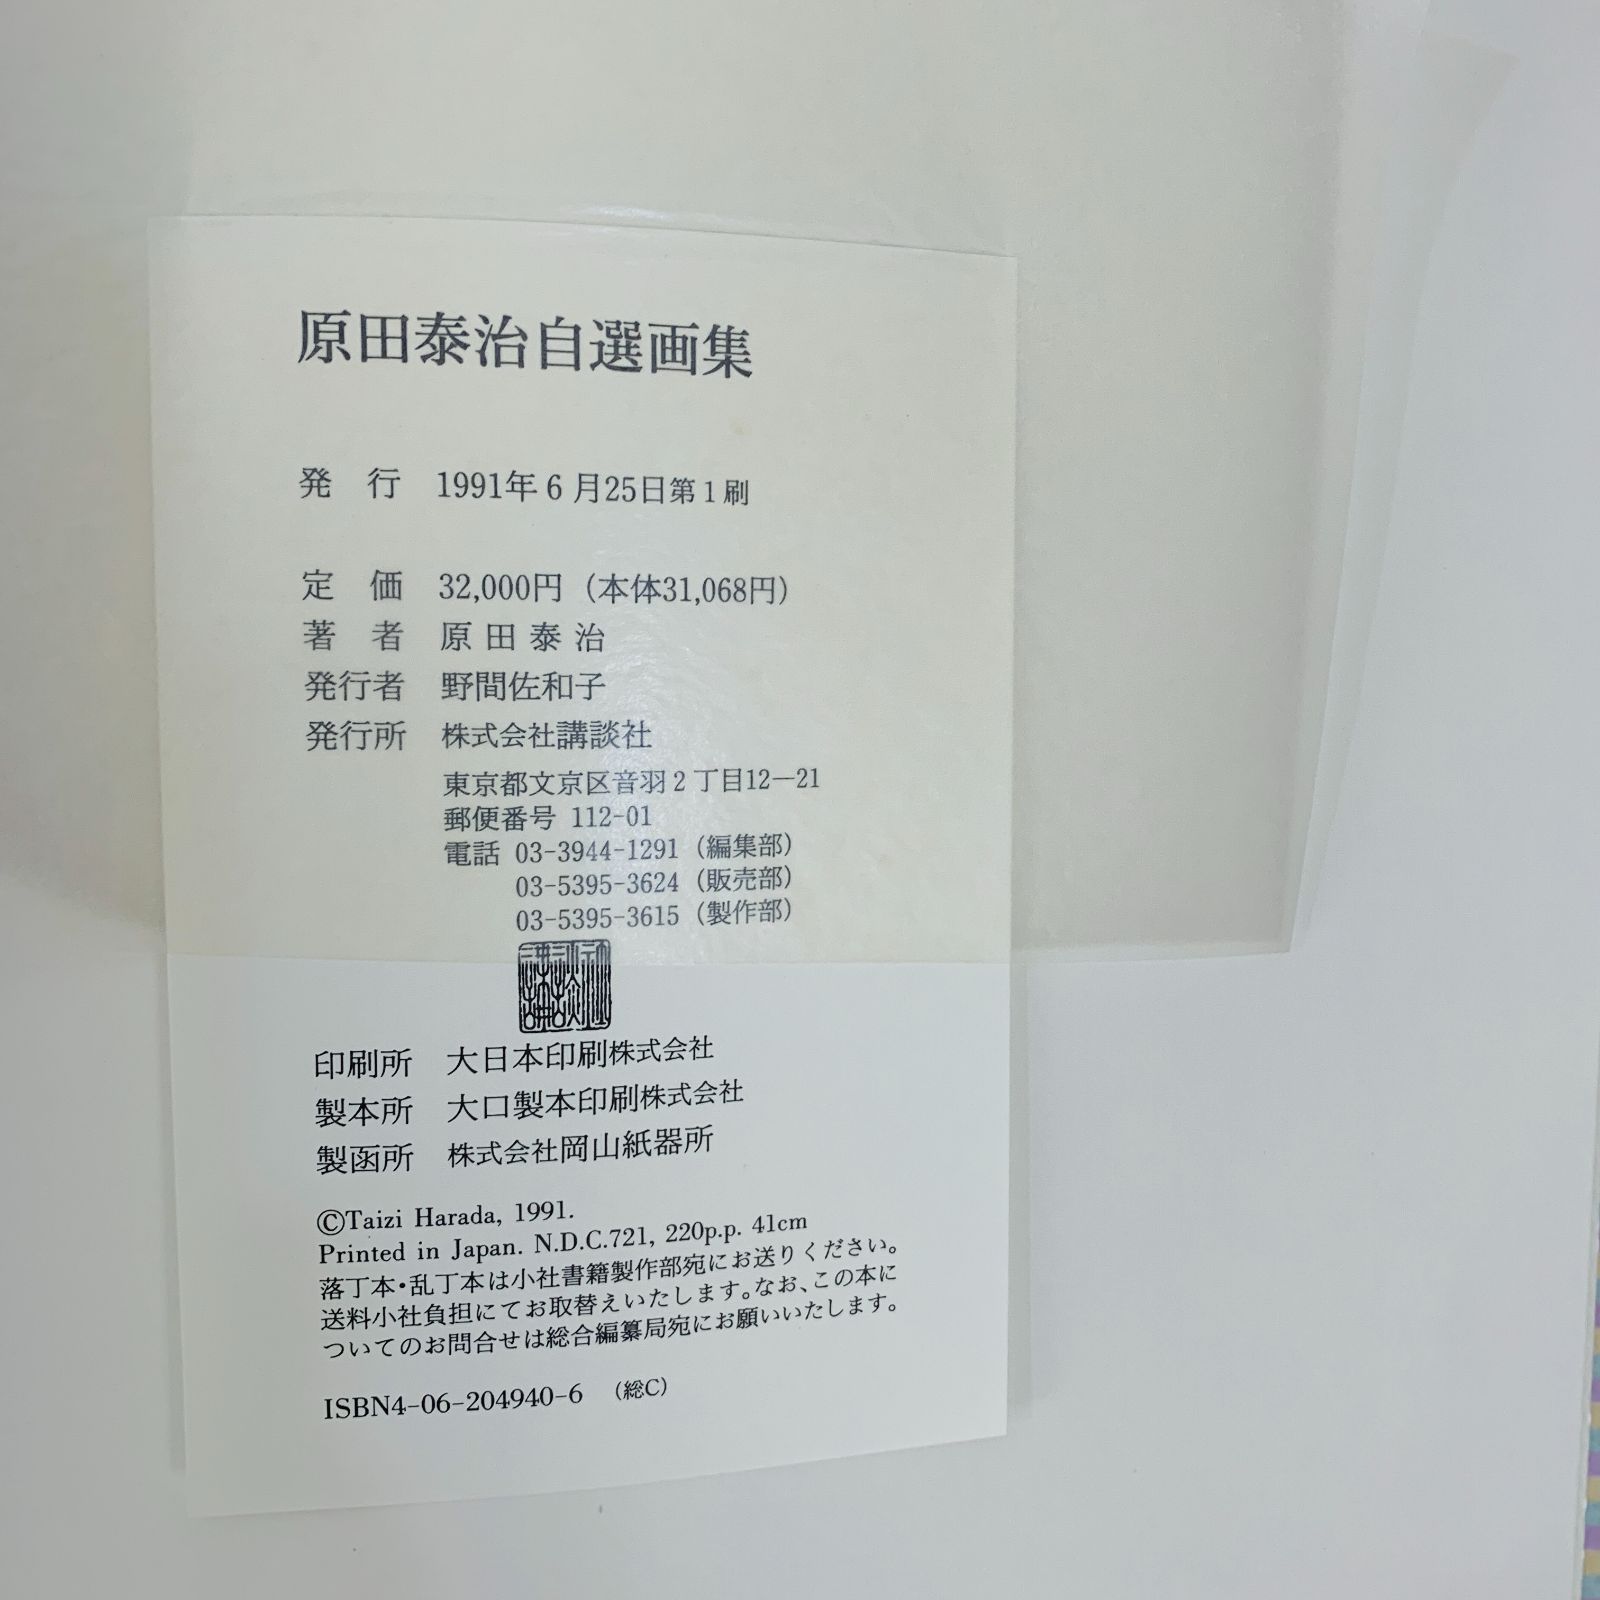 原田泰治自選画集
発　行　1991年6月25日第1刷
定　価　32,000円（本体31,068円）
著　者　原田泰治
発行者　野間佐和子
発行所　株式会社講談社
東京都文京区音羽2丁目12―21
郵便番号 112-01
電話 03-3944-1291（編集部）
03-5395-3624（販売部）
03-5395-3615（製作部）
講談社
印刷所　大日本印刷株式会社
製本所　大口製本印刷株式会社
製函所　株式会社岡山紙器所
©Taizi Harada, 1991.
Printed in Japan. N.D.C.721, 220p.p. 41cm
落丁本・乱丁本は小社書籍製作部宛にお送りください。
送料小社負担にてお取替えいたします。なお、この本に
ついてのお問合せは総合編纂局宛にお願いいたします。
ISBN4-06-204940-6　（総C）